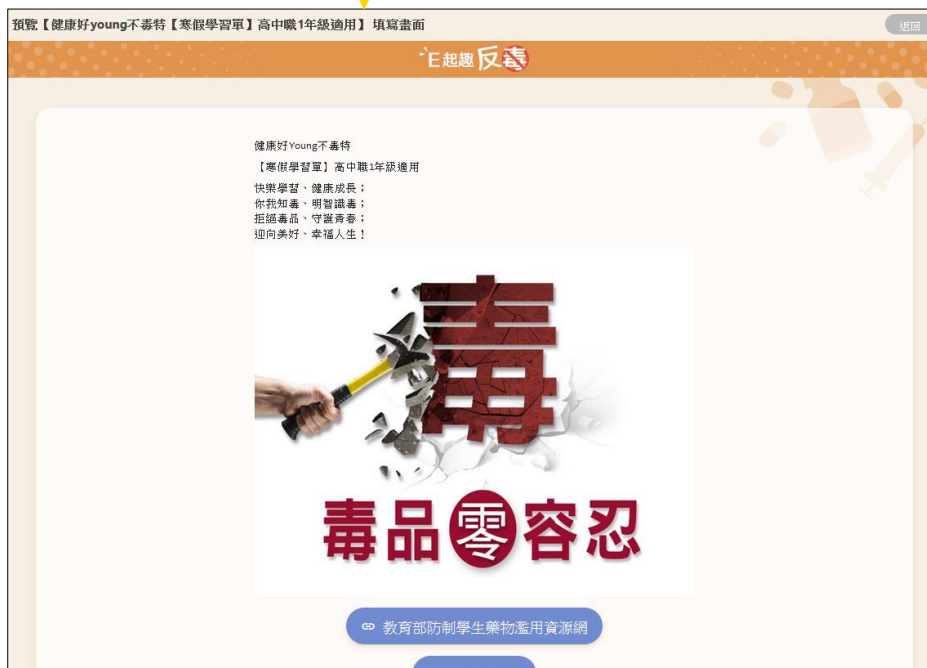 預覽【健康好young不毒特【寒假學習單】高中職1年級適用】 填寫畫面
返回
E起趣反毒
健康好Young不毒特
【寒假學習單】高中職1年級適用
快樂學習、健康成長；
你我知毒、明智識毒；
拒絕毒品、守護青春；
迎向美好、幸福人生！
毒
毒品零容忍
教育部防制學生藥物濫用資源網